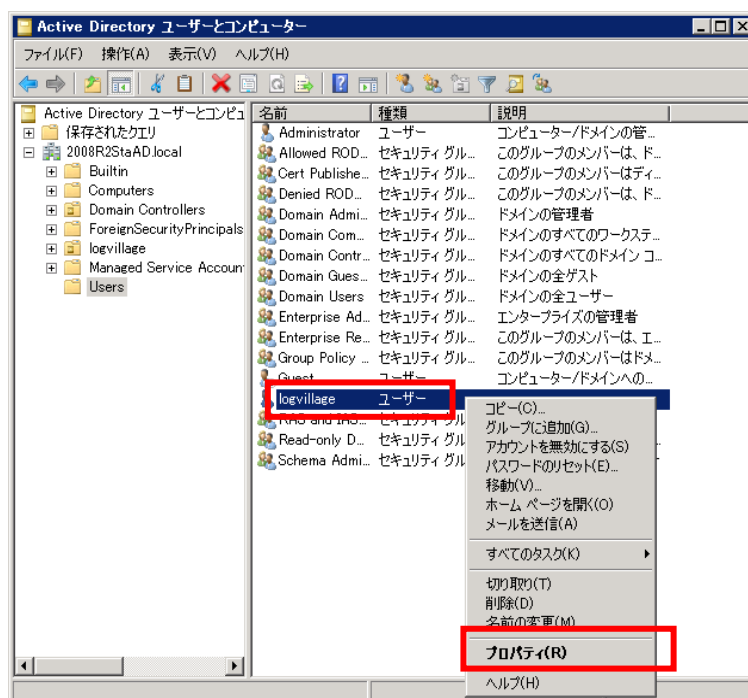 Active Directory ユーザーとコンピューター
ファイル(F) 操作(A) 表示(V) ヘルプ(H)
Active Directory ユーザーとコンピュ
保存されたクエリ
2008R2StaAD.local
Builtin
Computers
Domain Controllers
ForeignSecurityPrincipals
logvillage
Managed Service Accoun
Users
名前 種類 説明
Administrator ユーザー コンピューター/ドメインの管...
Allowed ROD... セキュリティ グル... このグループのメンバーは、ド...
Cert Publishe... セキュリティ グル... このグループのメンバーはディ...
Denied ROD... セキュリティ グル... このグループのメンバーは、ド...
Domain Admi... セキュリティ グル... ドメインの管理者
Domain Com... セキュリティ グル... ドメインのすべてのワークステ...
Domain Contr... セキュリティ グル... ドメインのすべてのドメイン コ...
Domain Gues... セキュリティ グル... ドメインの全ゲスト
Domain Users セキュリティ グル... ドメインの全ユーザー
Enterprise Ad... セキュリティ グル... エンタープライズの管理者
Enterprise Re... セキュリティ グル... このグループのメンバーは、エ...
Group Policy ... セキュリティ グル... このグループのメンバーはドメ...
Guest ユーザー コンピューター/ドメインへの...
logvillage ユーザー
RAS and IAS... セキュリティ グル
Read-only D... セキュリティ グル
Schema Admi... セキュリティ グル
コピー(C)...
グループに追加(G)...
アカウントを無効にする(S)
パスワードのリセット(E)...
移動(V)...
ホーム ページを開く(O)
メールを送信(A)
すべてのタスク(K)
切り取り(T)
削除(D)
名前の変更(M)
プロパティ(R)
ヘルプ(H)